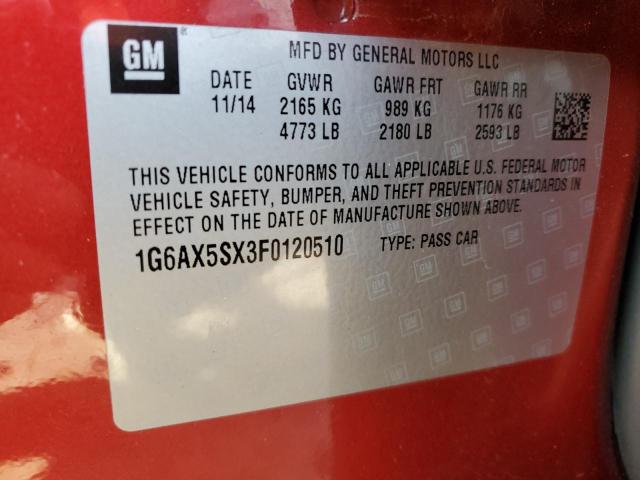 GM
MFD BY GENERAL MOTORS LLC
DATE GVWR GAWR FRT GAWR RR
11/14 2165 KG 989 KG 1176 KG
4773 LB 2180 LB 2593 LB
THIS VEHICLE CONFORMS TO ALL APPLICABLE U.S. FEDERAL MOTOR
VEHICLE SAFETY, BUMPER, AND THEFT PREVENTION STANDARDS IN
EFFECT ON THE DATE OF MANUFACTURE SHOWN ABOVE.
1G6AX5SX3F0120510 TYPE: PASS CAR